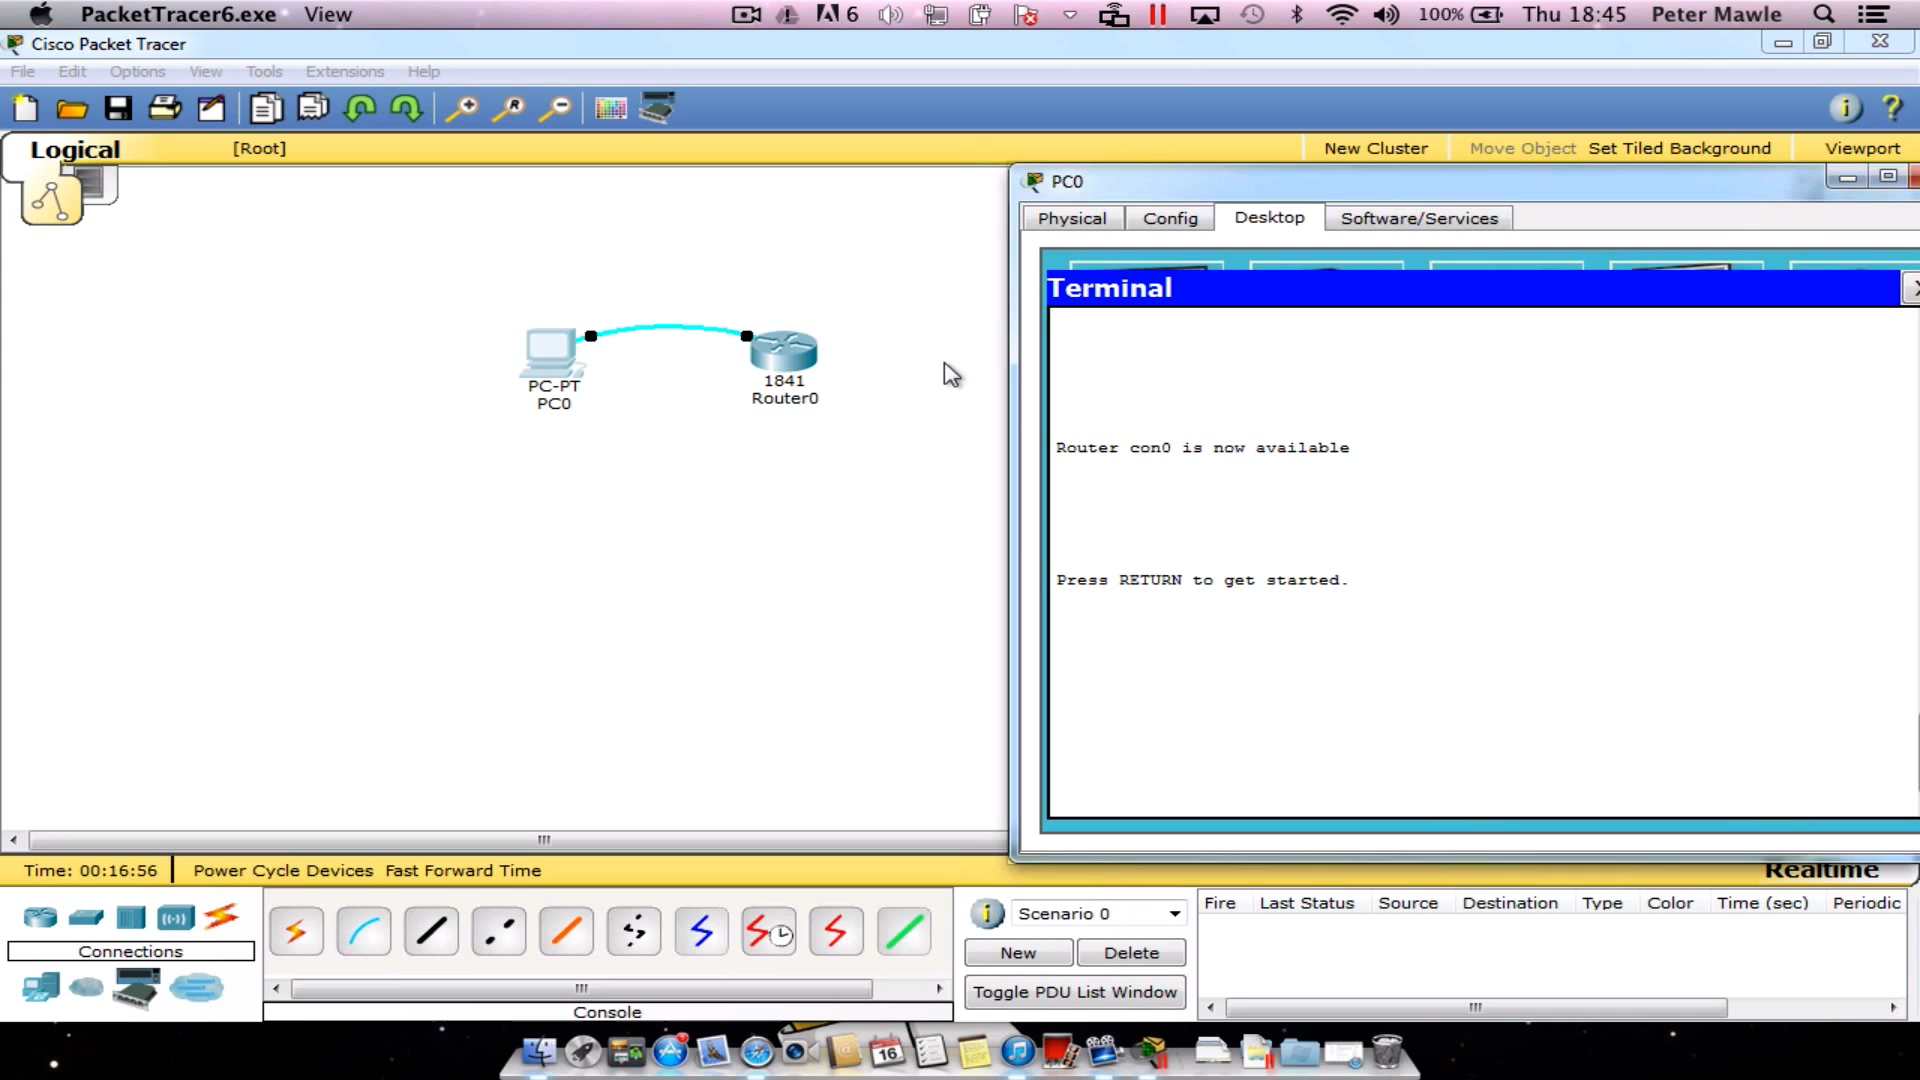 PacketTracer6.exe View 6 100% Thu 18:45 Peter Mawle
Cisco Packet Tracer
File Edit Options View Tools Extensions Help
Logical [Root] New Cluster Move Object Set Tiled Background Viewport
PC0
Physical Config Desktop Software/Services
Terminal X
PC-PT
PC0
1841
Router0
Router con0 is now available
Press RETURN to get started.
Time: 00:16:56 Power Cycle Devices Fast Forward Time Realtime
Connections
Console
Scenario 0
New Delete
Toggle PDU List Window
Fire Last Status Source Destination Type Color Time (sec) Periodic
16